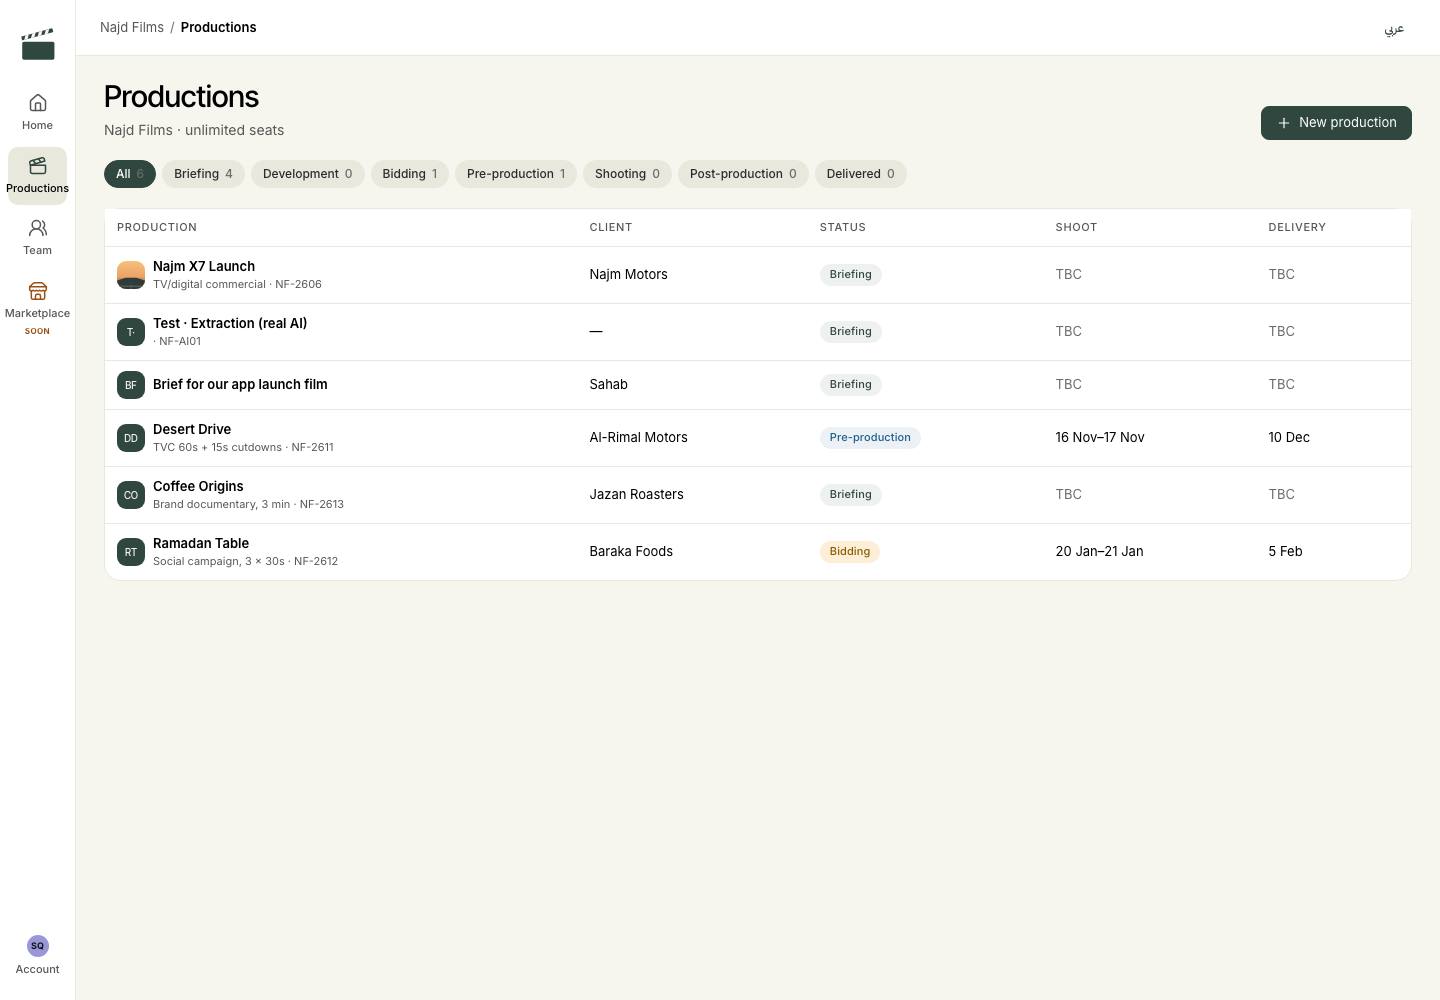 Najd Films / Productions
عربي
Home
Productions
Team
Marketplace
SOON
SQ
Account
Productions
Najd Films · unlimited seats
+ New production
All 6 Briefing 4 Development 0 Bidding 1 Pre-production 1 Shooting 0 Post-production 0 Delivered 0
PRODUCTION CLIENT STATUS SHOOT DELIVERY
Najm X7 Launch
TV/digital commercial · NF-2606
Najm Motors Briefing TBC TBC
T·
Test · Extraction (real AI)
· NF-AI01
— Briefing TBC TBC
BF
Brief for our app launch film
Sahab Briefing TBC TBC
DD
Desert Drive
TVC 60s + 15s cutdowns · NF-2611
Al-Rimal Motors Pre-production 16 Nov–17 Nov 10 Dec
CO
Coffee Origins
Brand documentary, 3 min · NF-2613
Jazan Roasters Briefing TBC TBC
RT
Ramadan Table
Social campaign, 3 × 30s · NF-2612
Baraka Foods Bidding 20 Jan–21 Jan 5 Feb